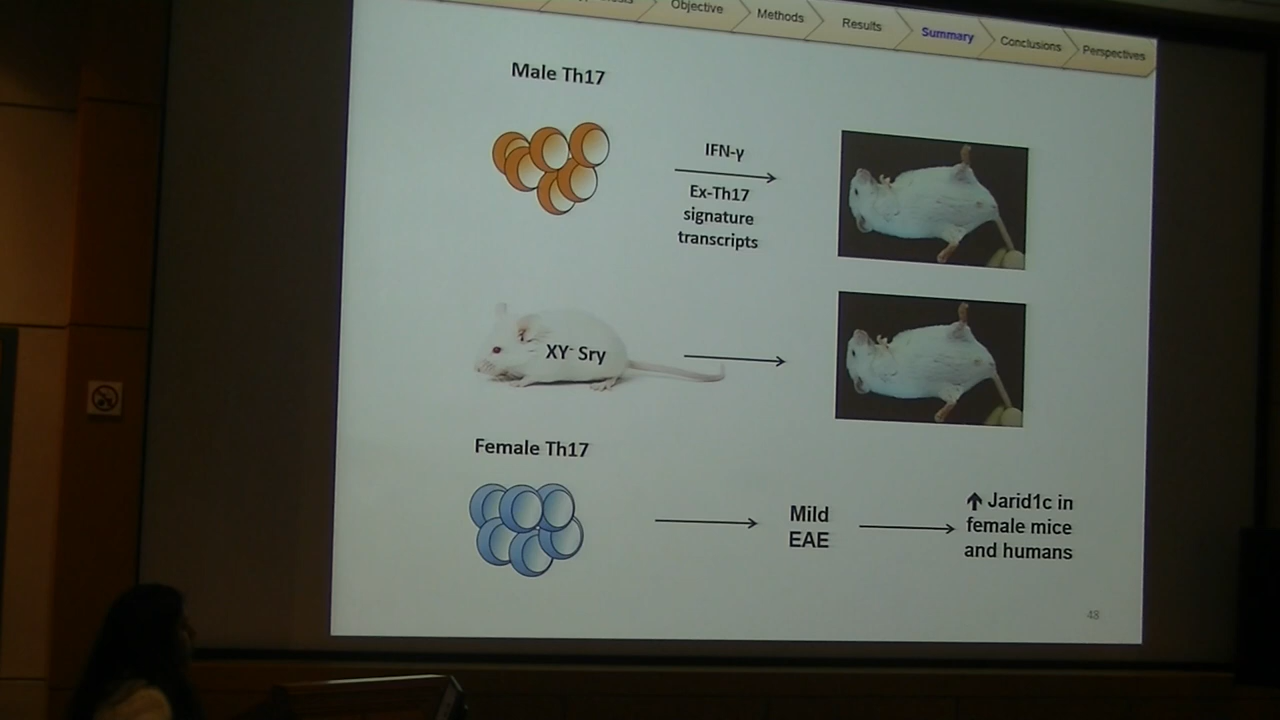 Objective
Methods
Results
Summary
Conclusions
Perspectives
Male Th17
IFN-γ
Ex-Th17
signature
transcripts
XY⁻ Sry
Female Th17
Mild
EAE
↑ Jarid1c in
female mice
and humans
48